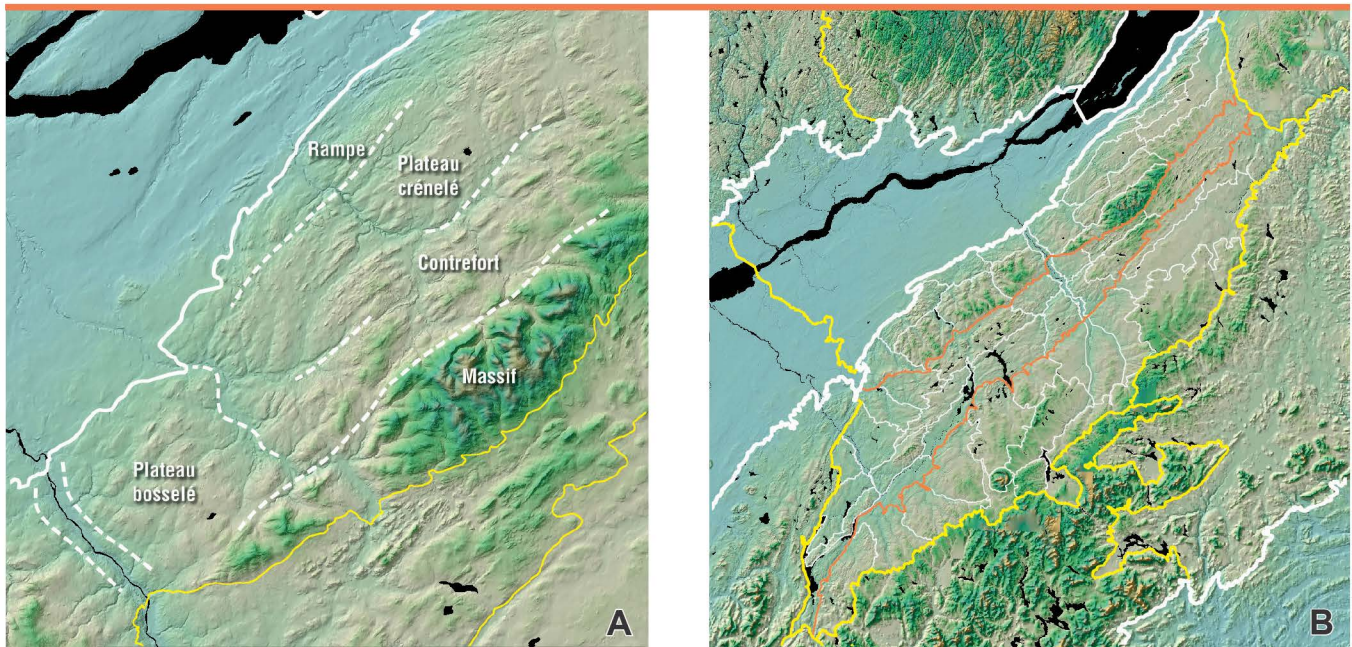 Rampe
Plateau
crénelé
Contrefort
Massif
Plateau
bosselé
A
B